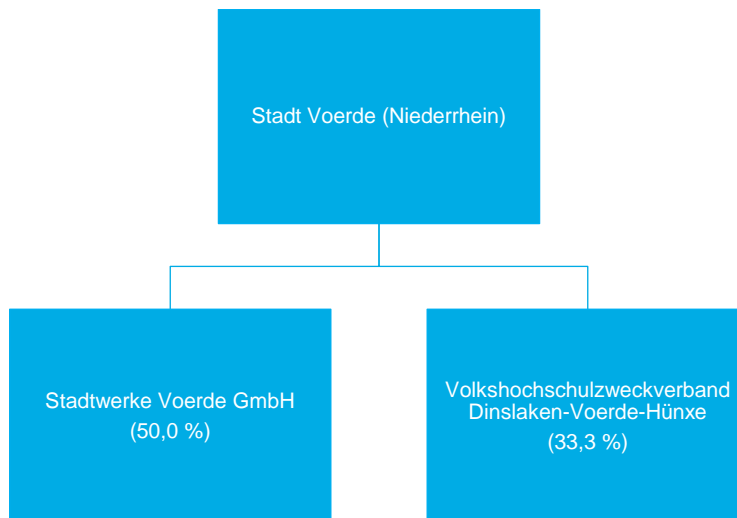 Stadt Voerde (Niederrhein)
Stadtwerke Voerde GmbH
(50,0 %)
Volkshochschulzweckverband
Dinslaken-Voerde-Hünxe
(33,3 %)